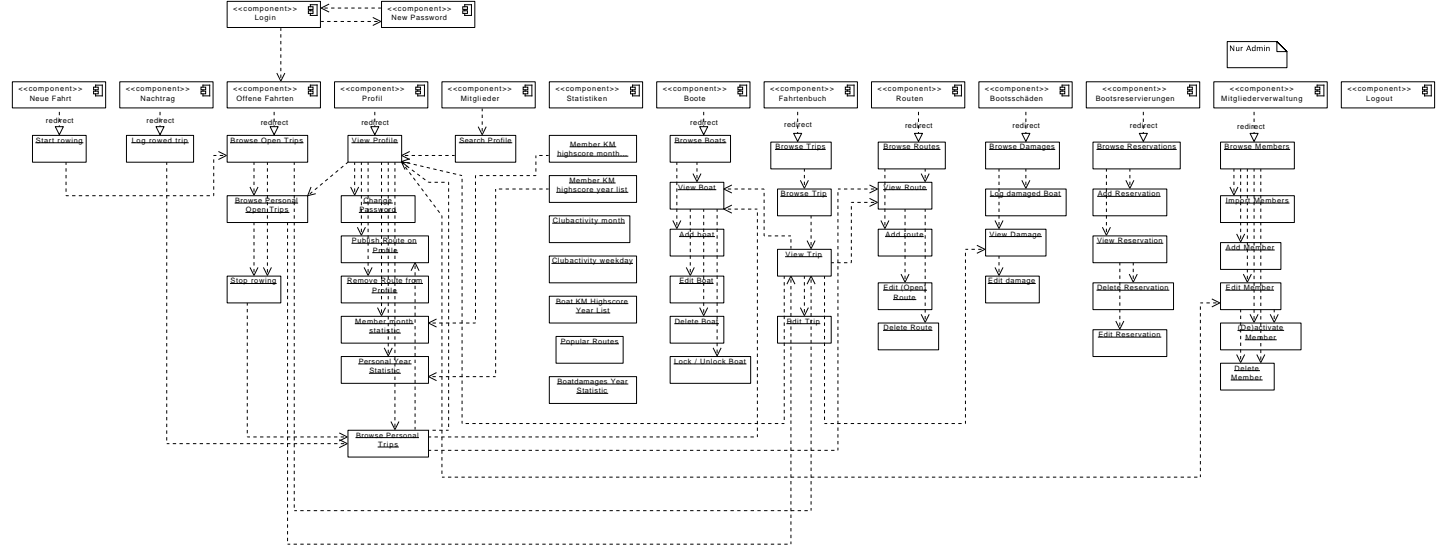 <<component>>
Login
<<component>>
New Password
Nur Admin
<<component>>
Neue Fahrt
<<component>>
Nachtrag
<<component>>
Offene Fahrten
<<component>>
Profil
<<component>>
Mitglieder
<<component>>
Statistiken
<<component>>
Boote
<<component>>
Fahrtenbuch
<<component>>
Routen
<<component>>
Bootsschäden
<<component>>
Bootsreservierungen
<<component>>
Mitgliederverwaltung
<<component>>
Logout
redirect
redirect
redirect
redirect
redirect
redirect
redirect
redirect
redirect
redirect
Start rowing
Log rowed trip
Browse Open Trips
View Profile
Search Profile
Member KM
highscore month...
Browse Boats
Browse Trips
Browse Routes
Browse Damages
Browse Reservations
Browse Members
Member KM
highscore year list
View Boat
Browse Trip
View Route
Log damaged Boat
Add Reservation
Import Members
Browse Personal
Open Trips
Change
Password
Clubactivity month
Publish Route on
Profile
Add boat
View Trip
Add route
View Damage
View Reservation
Add Member
Clubactivity weekday
Stop rowing
Remove Route from
Profile
Edit Boat
Edit (Open)
Route
Edit damage
Delete Reservation
Edit Member
Boat KM Highscore
Year List
Member month
statistic
Delete Boat
Edit Trip
Delete Route
Edit Reservation
De/activate
Member
Popular Routes
Personal Year
Statistic
Lock / Unlock Boat
Delete
Member
Boatdamages Year
Statistic
Browse Personal
Trips